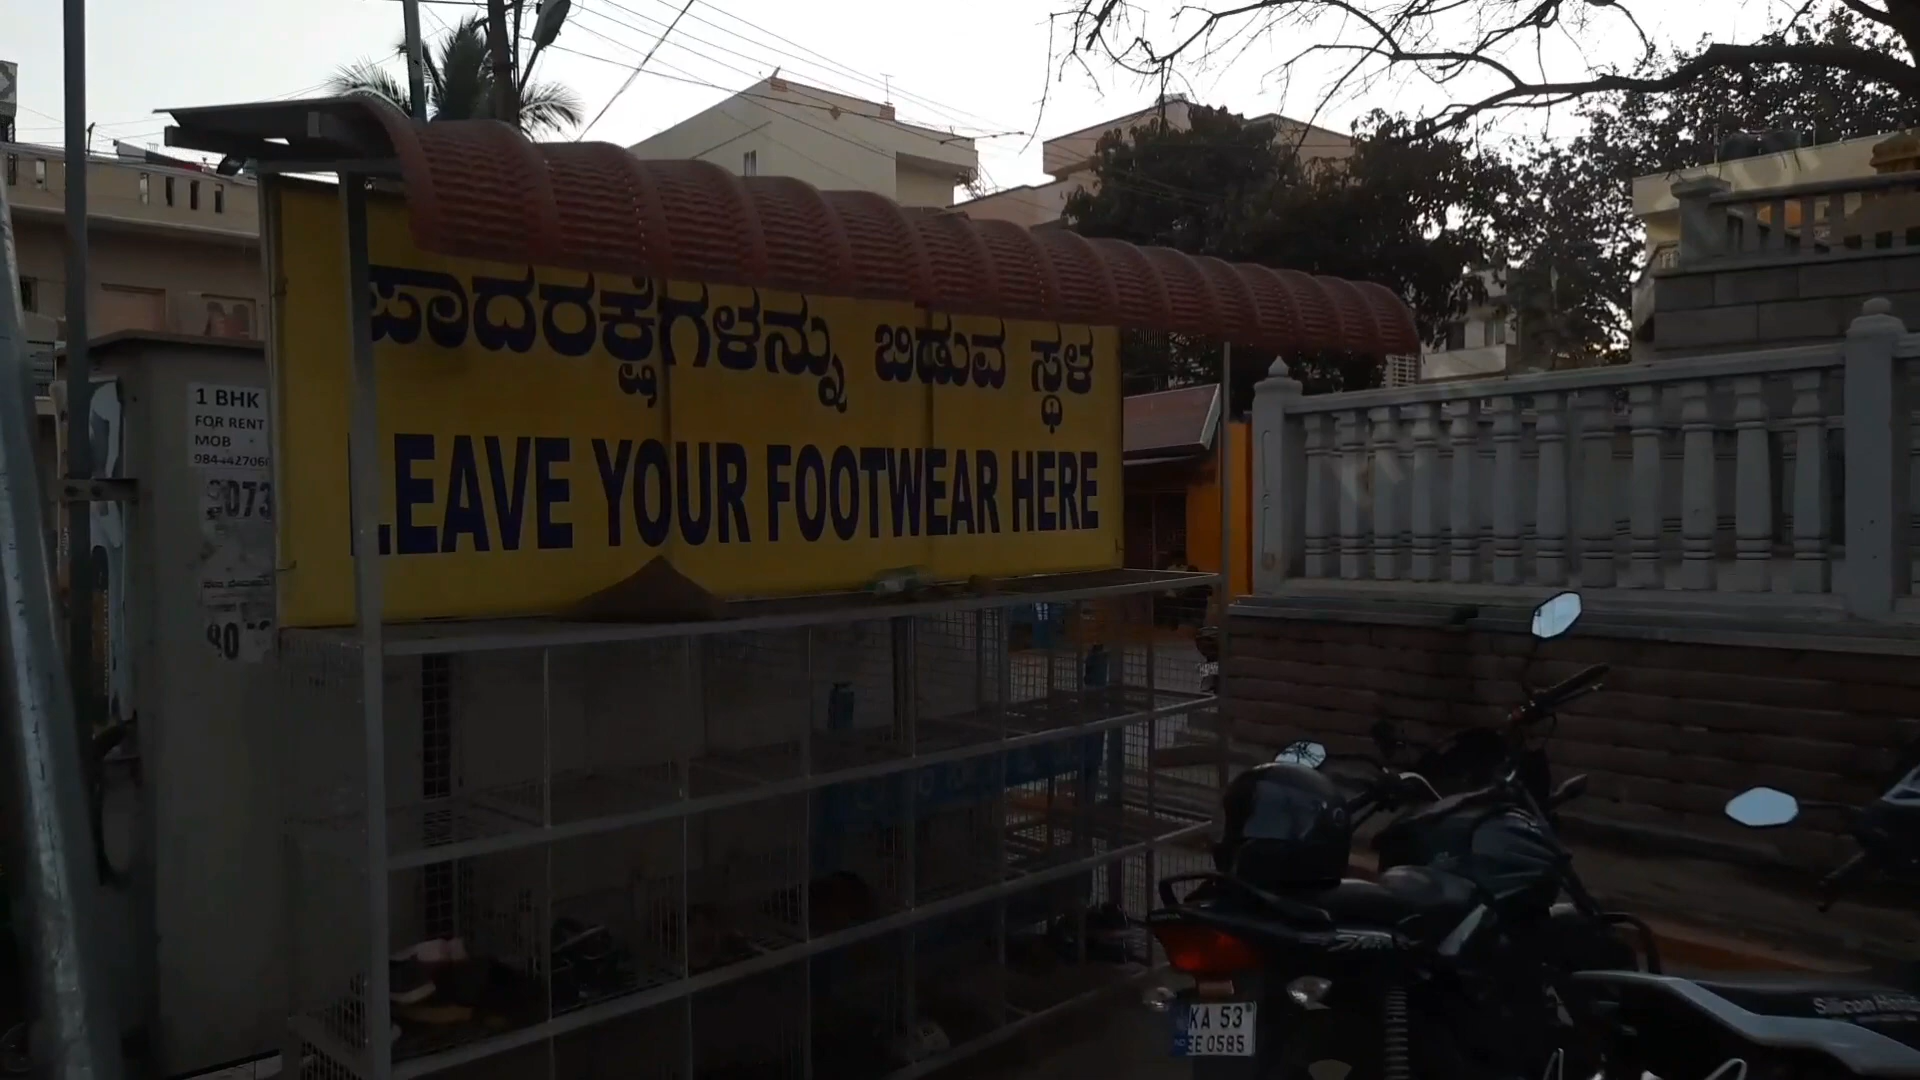 ಪಾದರಕ್ಷೆಗಳನ್ನು ಬಿಡುವ ಸ್ಥಳ
LEAVE YOUR FOOTWEAR HERE
1 BHK
FOR RENT
MOB
KA 53
EE 0585